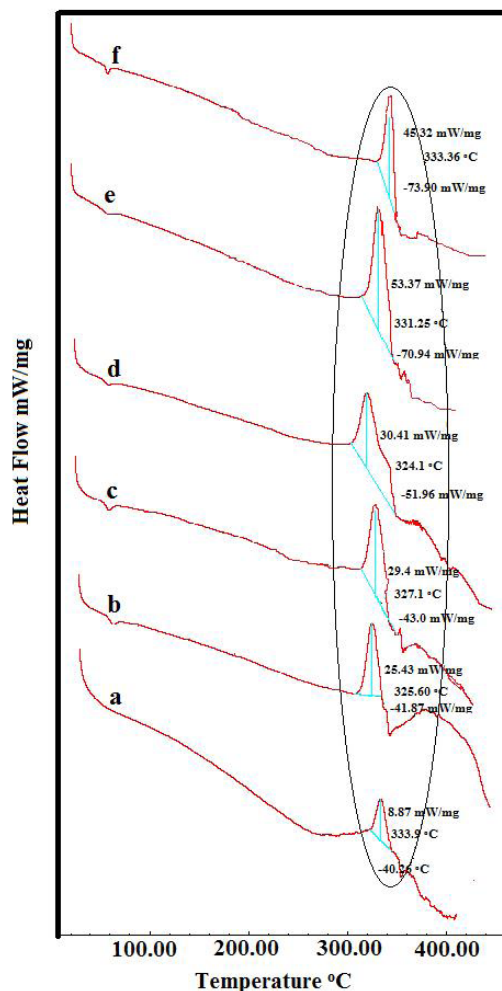 f
45.32 mW/mg
333.36 °C
-73.90 mW/mg
e
53.37 mW/mg
331.25 °C
-70.94 mW/mg
d
30.41 mW/mg
324.1 °C
-51.96 mW/mg
c
29.4 mW/mg
327.1 °C
-43.0 mW/mg
b
25.43 mW/mg
325.60 °C
-41.87 mW/mg
a
8.87 mW/mg
333.9 °C
-40.26 °C
Heat Flow mW/mg
100.00 200.00 300.00 400.00
Temperature °C